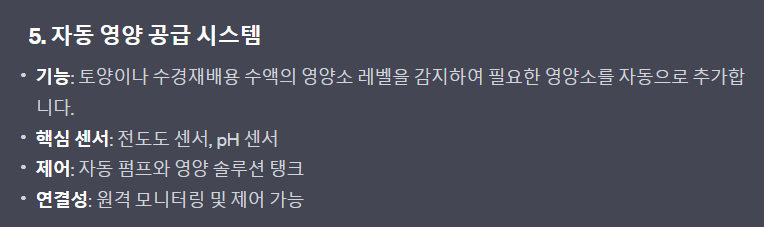 5. 자동 영양 공급 시스템
• 기능: 토양이나 수경재배용 수액의 영양소 레벨을 감지하여 필요한 영양소를 자동으로 추가합
니다.
• 핵심 센서: 전도도 센서, pH 센서
• 제어: 자동 펌프와 영양 솔루션 탱크
• 연결성: 원격 모니터링 및 제어 가능